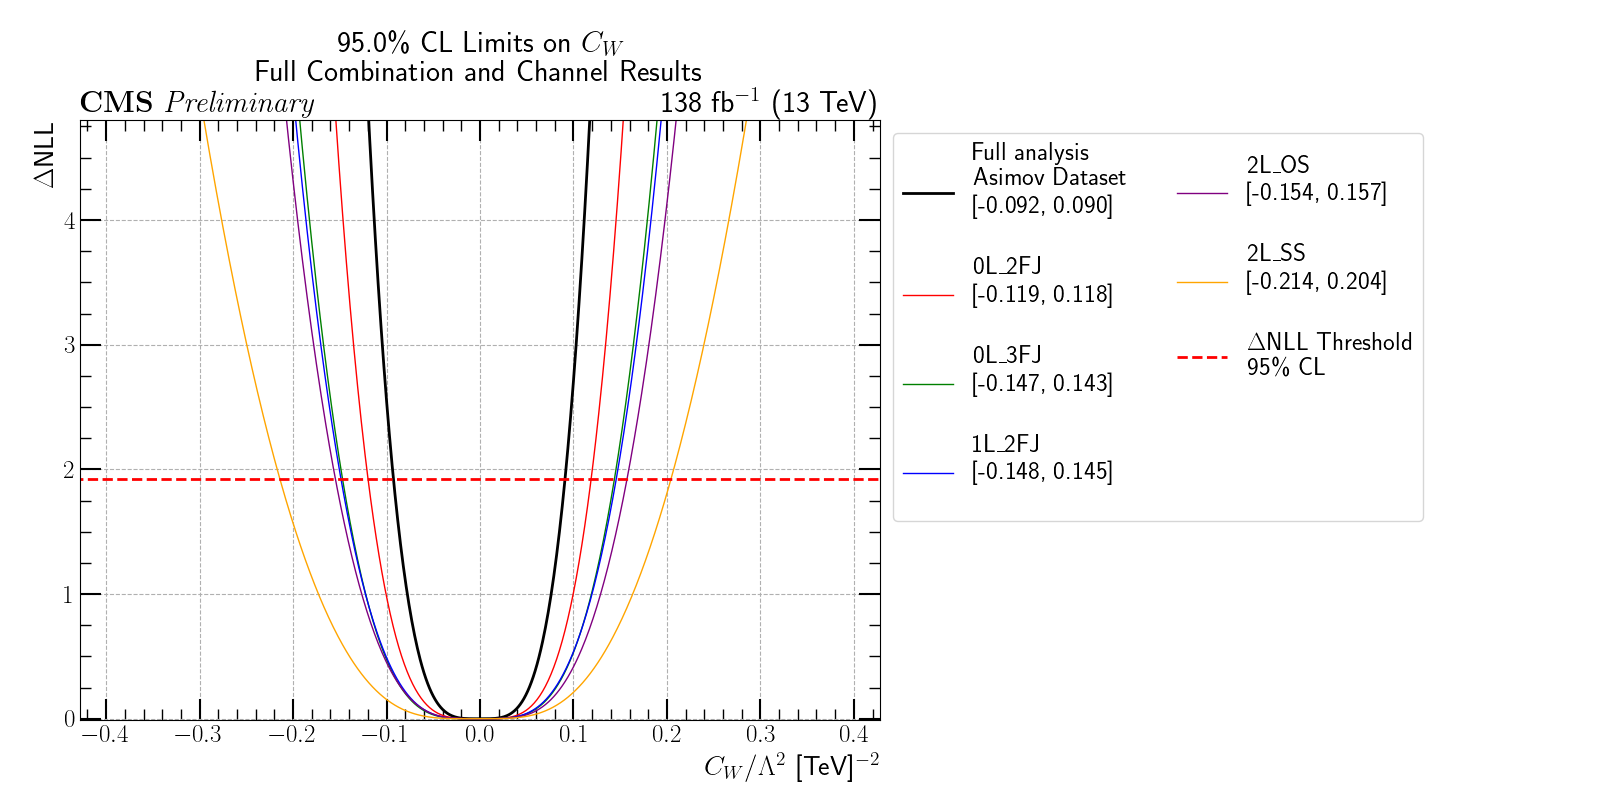 95.0% CL Limits on C_W
Full Combination and Channel Results
CMS Preliminary
138 fb⁻¹ (13 TeV)
ΔNLL
4
3
2
1
0
−0.4 −0.3 −0.2 −0.1 0.0 0.1 0.2 0.3 0.4
C_W/Λ² [TeV]⁻²
Full analysis
Asimov Dataset
[-0.092, 0.090]
0L_2FJ
[-0.119, 0.118]
0L_3FJ
[-0.147, 0.143]
1L_2FJ
[-0.148, 0.145]
2L_OS
[-0.154, 0.157]
2L_SS
[-0.214, 0.204]
ΔNLL Threshold
95% CL